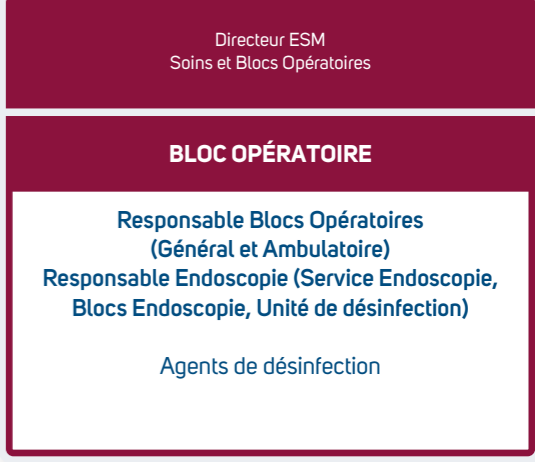 Directeur ESM
Soins et Blocs Opératoires
BLOC OPÉRATOIRE
Responsable Blocs Opératoires
(Général et Ambulatoire)
Responsable Endoscopie (Service Endoscopie,
Blocs Endoscopie, Unité de désinfection)
Agents de désinfection